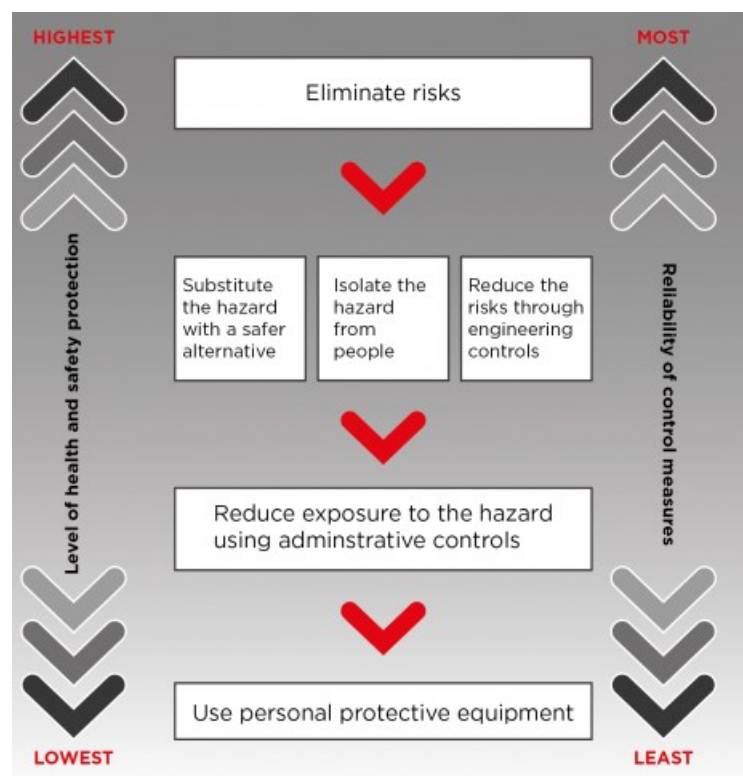 HIGHEST
MOST
Eliminate risks
Substitute
the hazard
with a safer
alternative
Isolate the
hazard
from
people
Reduce the
risks through
engineering
controls
Level of health and safety protection
Reliability of control measures
Reduce exposure to the hazard
using adminstrative controls
Use personal protective equipment
LOWEST
LEAST